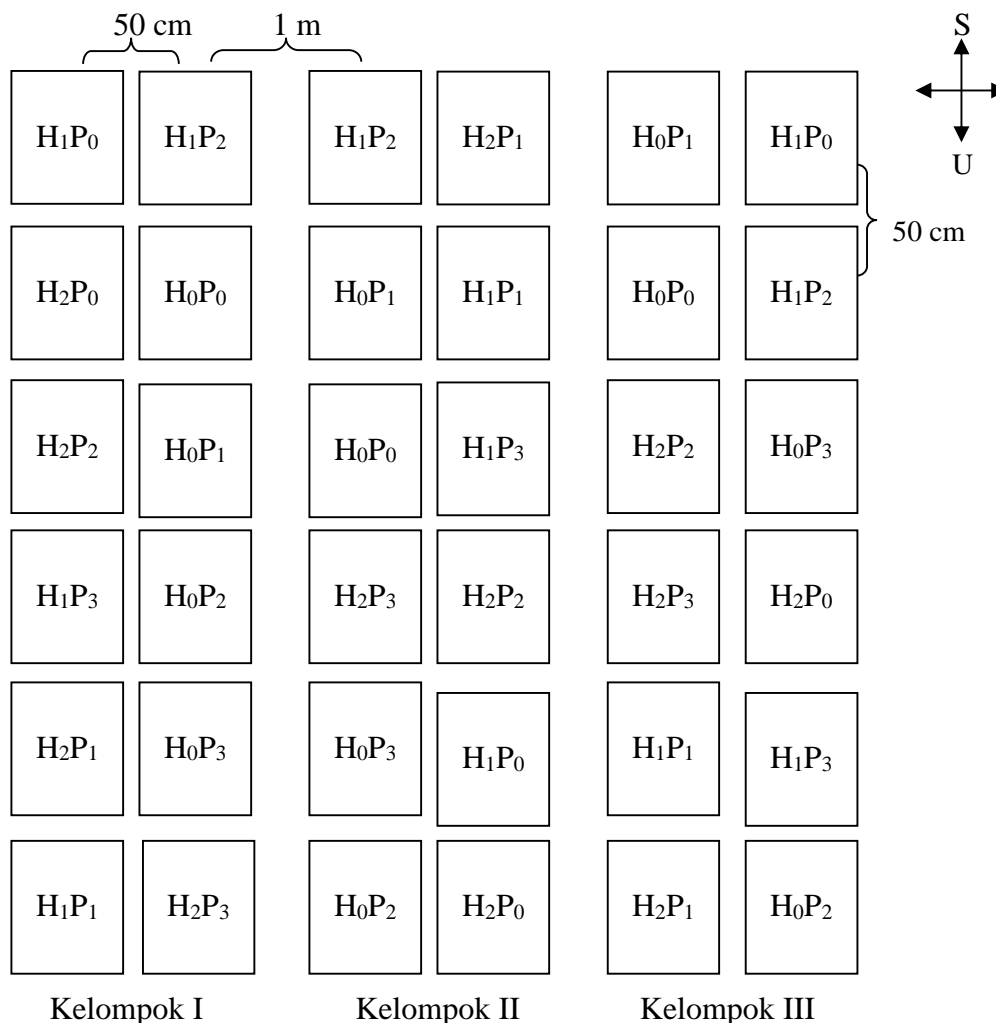 50 cm 1 m S
H₁P₀ H₁P₂ H₁P₂ H₂P₁ H₀P₁ H₁P₀ U
50 cm
H₂P₀ H₀P₀ H₀P₁ H₁P₁ H₀P₀ H₁P₂
H₂P₂ H₀P₁ H₀P₀ H₁P₃ H₂P₂ H₀P₃
H₁P₃ H₀P₂ H₂P₃ H₂P₂ H₂P₃ H₂P₀
H₂P₁ H₀P₃ H₀P₃ H₁P₀ H₁P₁ H₁P₃
H₁P₁ H₂P₃ H₀P₂ H₂P₀ H₂P₁ H₀P₂
Kelompok I Kelompok II Kelompok III